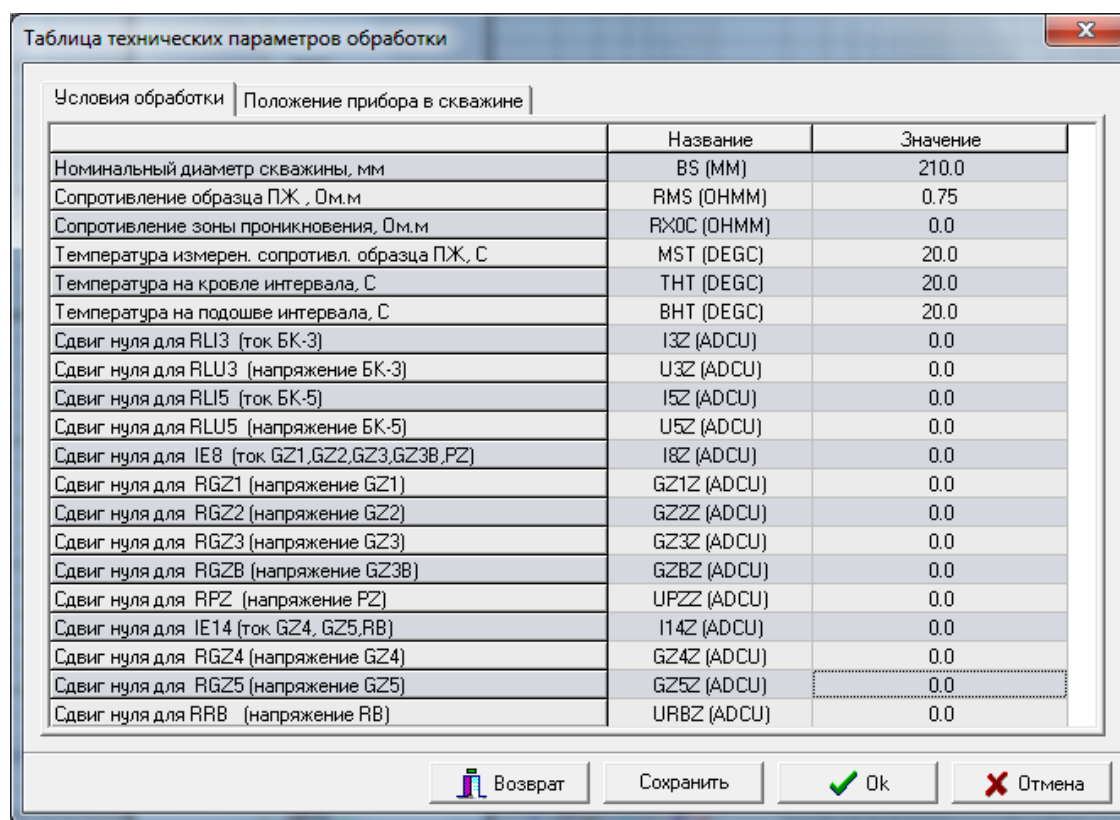 Таблица технических параметров обработки
Условия обработки Положение прибора в скважине
Название Значение
Номинальный диаметр скважины, мм BS (MM) 210.0
Сопротивление образца ПЖ , Ом.м RMS (OHMM) 0.75
Сопротивление зоны проникновения, Ом.м RX0C (OHMM) 0.0
Температура измерен. сопротивл. образца ПЖ, С MST (DEGC) 20.0
Температура на кровле интервала, С THT (DEGC) 20.0
Температура на подошве интервала, С BHT (DEGC) 20.0
Сдвиг нуля для RLI3 (ток БК-3) I3Z (ADCU) 0.0
Сдвиг нуля для RLU3 (напряжение БК-3) U3Z (ADCU) 0.0
Сдвиг нуля для RLI5 (ток БК-5) I5Z (ADCU) 0.0
Сдвиг нуля для RLU5 (напряжение БК-5) U5Z (ADCU) 0.0
Сдвиг нуля для IE8 (ток GZ1,GZ2,GZ3,GZ3B,PZ) I8Z (ADCU) 0.0
Сдвиг нуля для RGZ1 (напряжение GZ1) GZ1Z (ADCU) 0.0
Сдвиг нуля для RGZ2 (напряжение GZ2) GZ2Z (ADCU) 0.0
Сдвиг нуля для RGZ3 (напряжение GZ3) GZ3Z (ADCU) 0.0
Сдвиг нуля для RGZB (напряжение GZ3B) GZBZ (ADCU) 0.0
Сдвиг нуля для RPZ (напряжение PZ) UPZZ (ADCU) 0.0
Сдвиг нуля для IE14 (ток GZ4, GZ5,RB) I14Z (ADCU) 0.0
Сдвиг нуля для RGZ4 (напряжение GZ4) GZ4Z (ADCU) 0.0
Сдвиг нуля для RGZ5 (напряжение GZ5) GZ5Z (ADCU) 0.0
Сдвиг нуля для RRB (напряжение RB) URBZ (ADCU) 0.0
Возврат Сохранить Ok Отмена